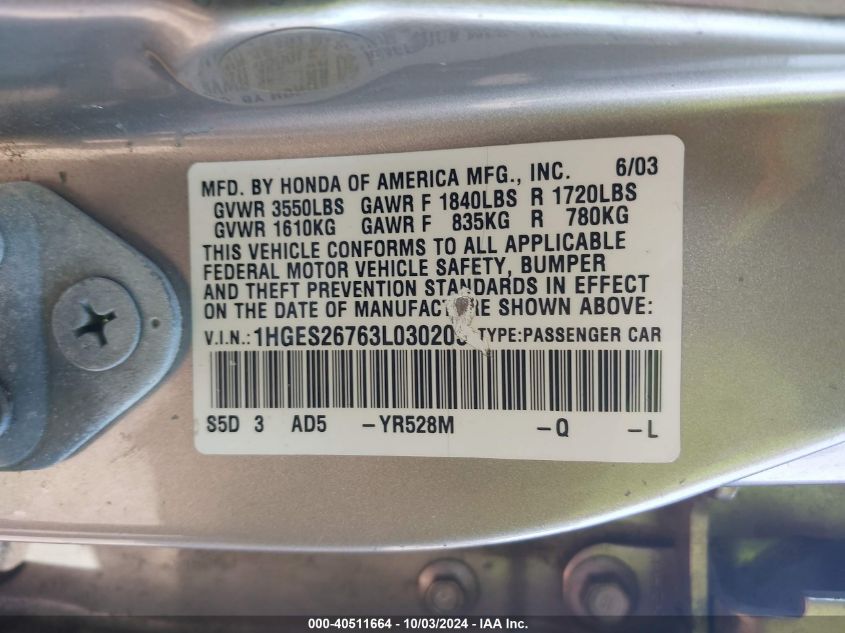 MFD. BY HONDA OF AMERICA MFG., INC. 6/03
GVWR 3550LBS GAWR F 1840LBS R 1720LBS
GVWR 1610KG GAWR F 835KG R 780KG
THIS VEHICLE CONFORMS TO ALL APPLICABLE
FEDERAL MOTOR VEHICLE SAFETY, BUMPER
AND THEFT PREVENTION STANDARDS IN EFFECT
ON THE DATE OF MANUFACTURE SHOWN ABOVE:
V.I.N.: TYPE:PASSENGER CAR
S5D 3 AD5 -YR528M -Q -L
000-40511664 - 10/03/2024 - IAA Inc.